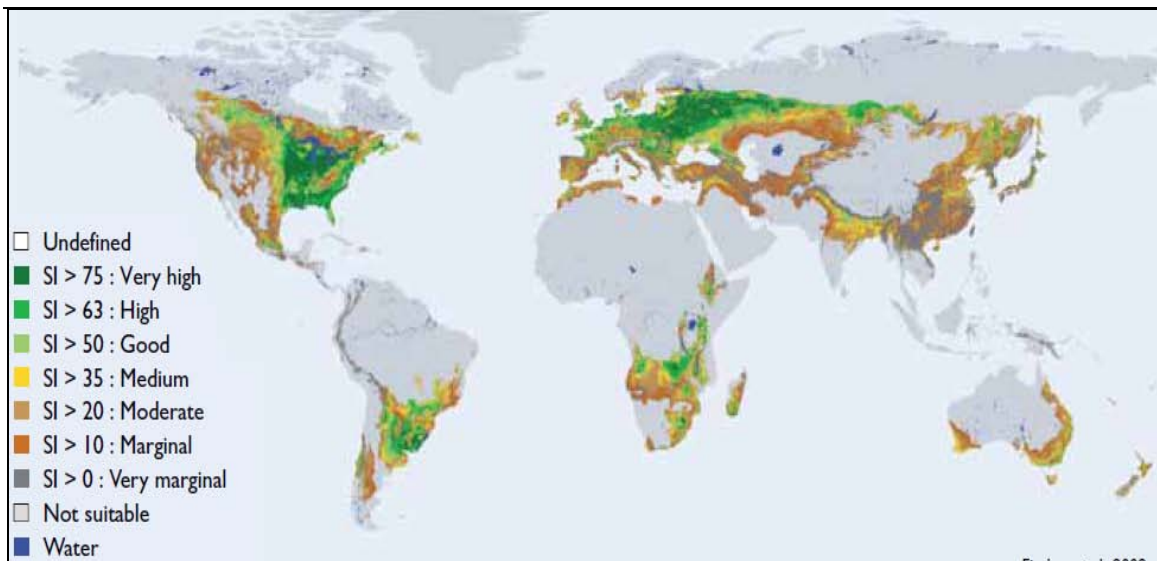 Undefined
SI > 75 : Very high
SI > 63 : High
SI > 50 : Good
SI > 35 : Medium
SI > 20 : Moderate
SI > 10 : Marginal
SI > 0 : Very marginal
Not suitable
Water